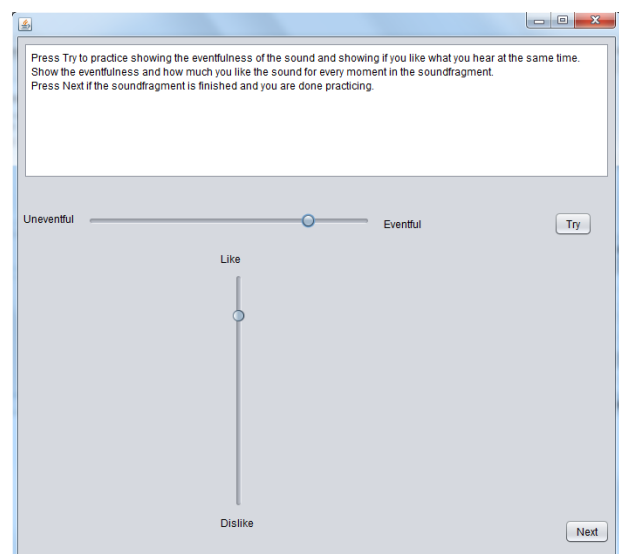 Press Try to practice showing the eventfulness of the sound and showing if you like what you hear at the same time.
Show the eventfulness and how much you like the sound for every moment in the soundfragment.
Press Next if the soundfragment is finished and you are done practicing.
Uneventful
Eventful
Try
Like
Dislike
Next